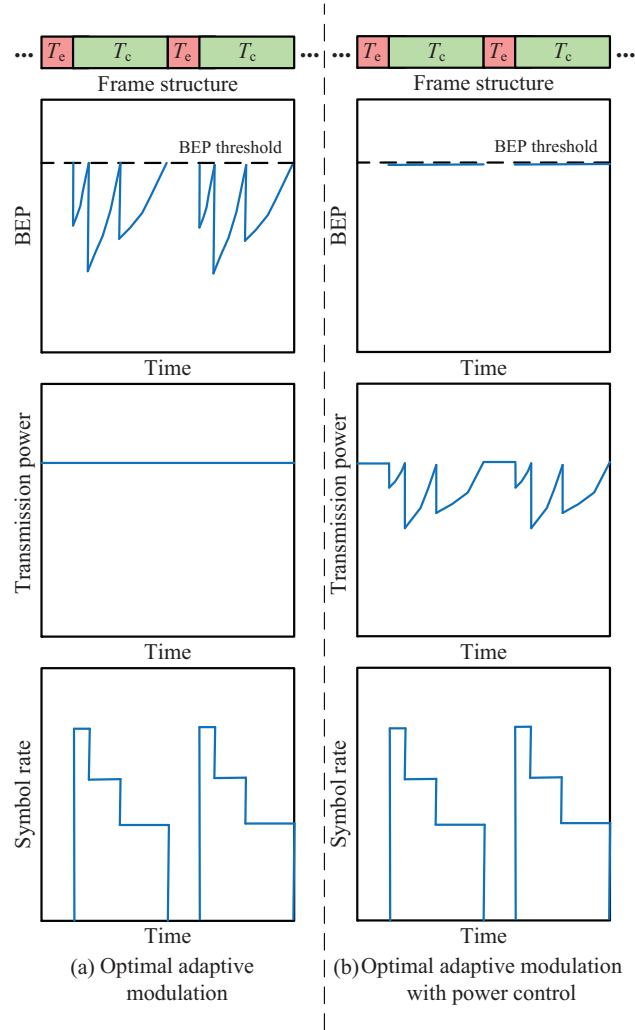 ... Te Tc Te Tc ...
Frame structure
BEP threshold
BEP
Time
Transmission power
Time
Symbol rate
Time
(a) Optimal adaptive
modulation
... Te Tc Te Tc ...
Frame structure
BEP threshold
BEP
Time
Transmission power
Time
Symbol rate
Time
(b) Optimal adaptive modulation
with power control